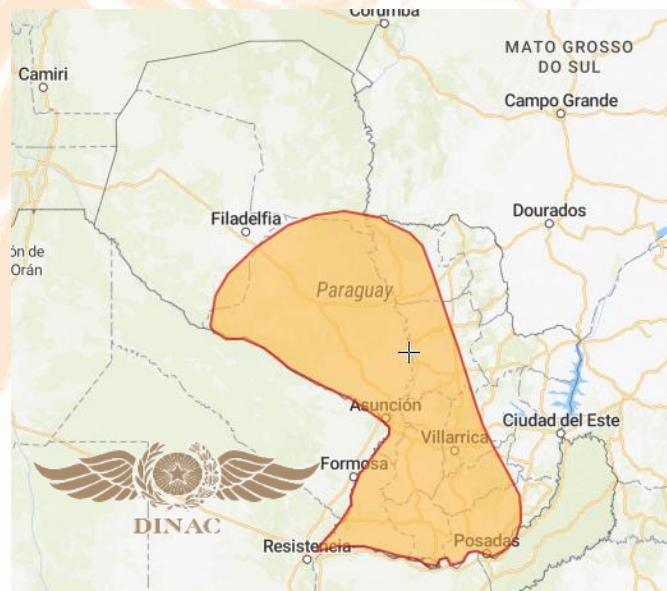 Corumba
Camiri
MATO GROSSO
DO SUL
Campo Grande
Filadelfia
Dourados
ón de
Orán
Paraguay
Asunción
Ciudad del Este
Villarrica
Formosa
DINAC
Resistencia
Posadas